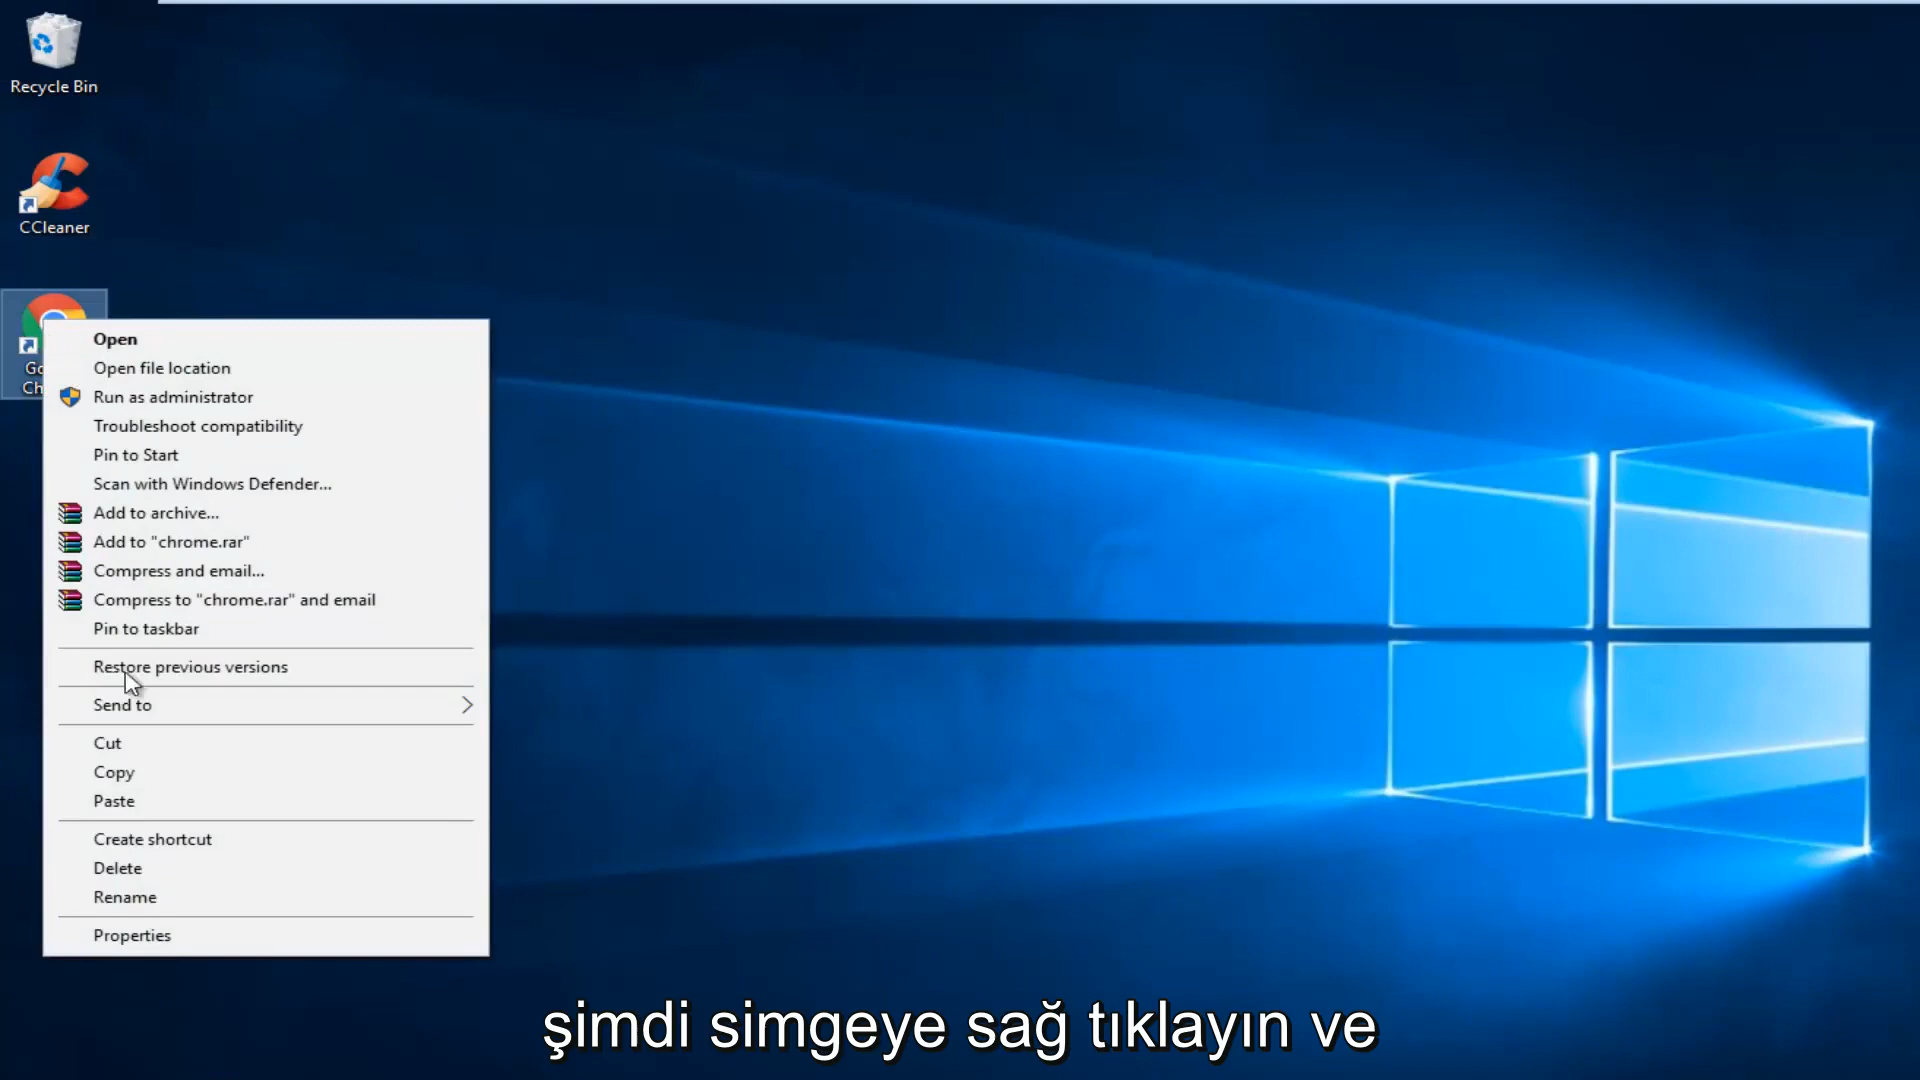 Recycle Bin
CCleaner
Open
Open file location
Run as administrator
Troubleshoot compatibility
Pin to Start
Scan with Windows Defender...
Add to archive...
Add to "chrome.rar"
Compress and email...
Compress to "chrome.rar" and email
Pin to taskbar
Restore previous versions
Send to
Cut
Copy
Paste
Create shortcut
Delete
Rename
Properties
şimdi simgeye sağ tıklayın ve